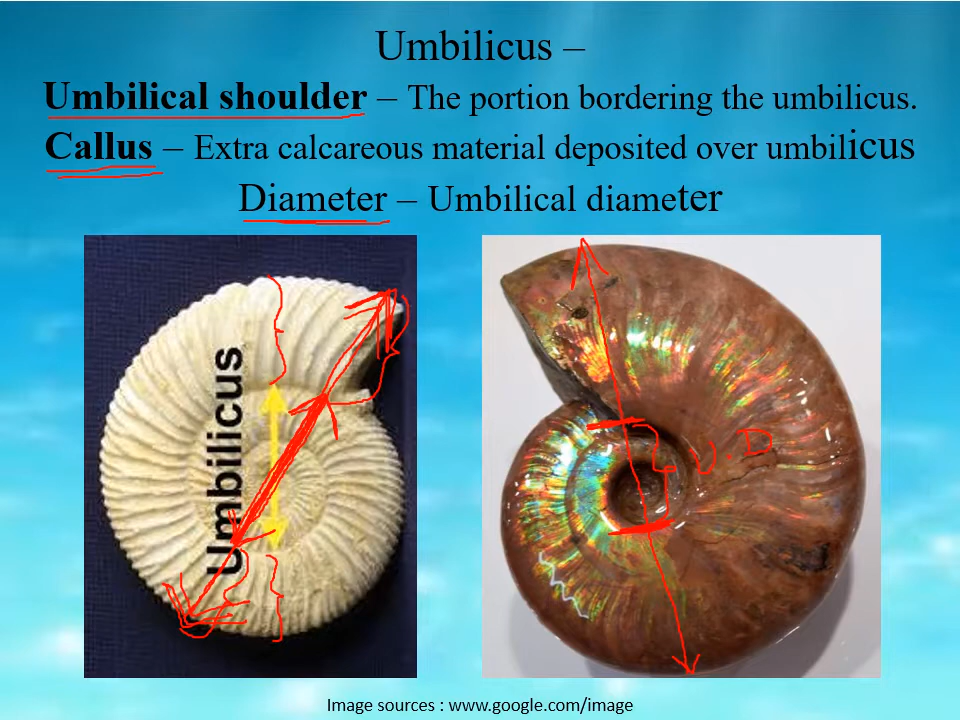 Umbilicus –
Umbilical shoulder – The portion bordering the umbilicus.
Callus – Extra calcareous material deposited over umbilicus
Diameter – Umbilical diameter
Umbilicus
U.D
Image sources : www.google.com/image